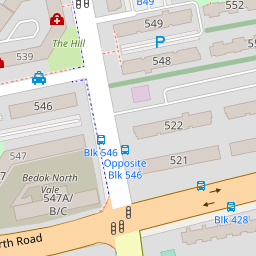 B49
552
549
The Hill
539
548
P
546
522
547
Blk 546
Opposite
Blk 546
521
Bedok North
Vale
547A/
B/C
Blk 428
rth Road